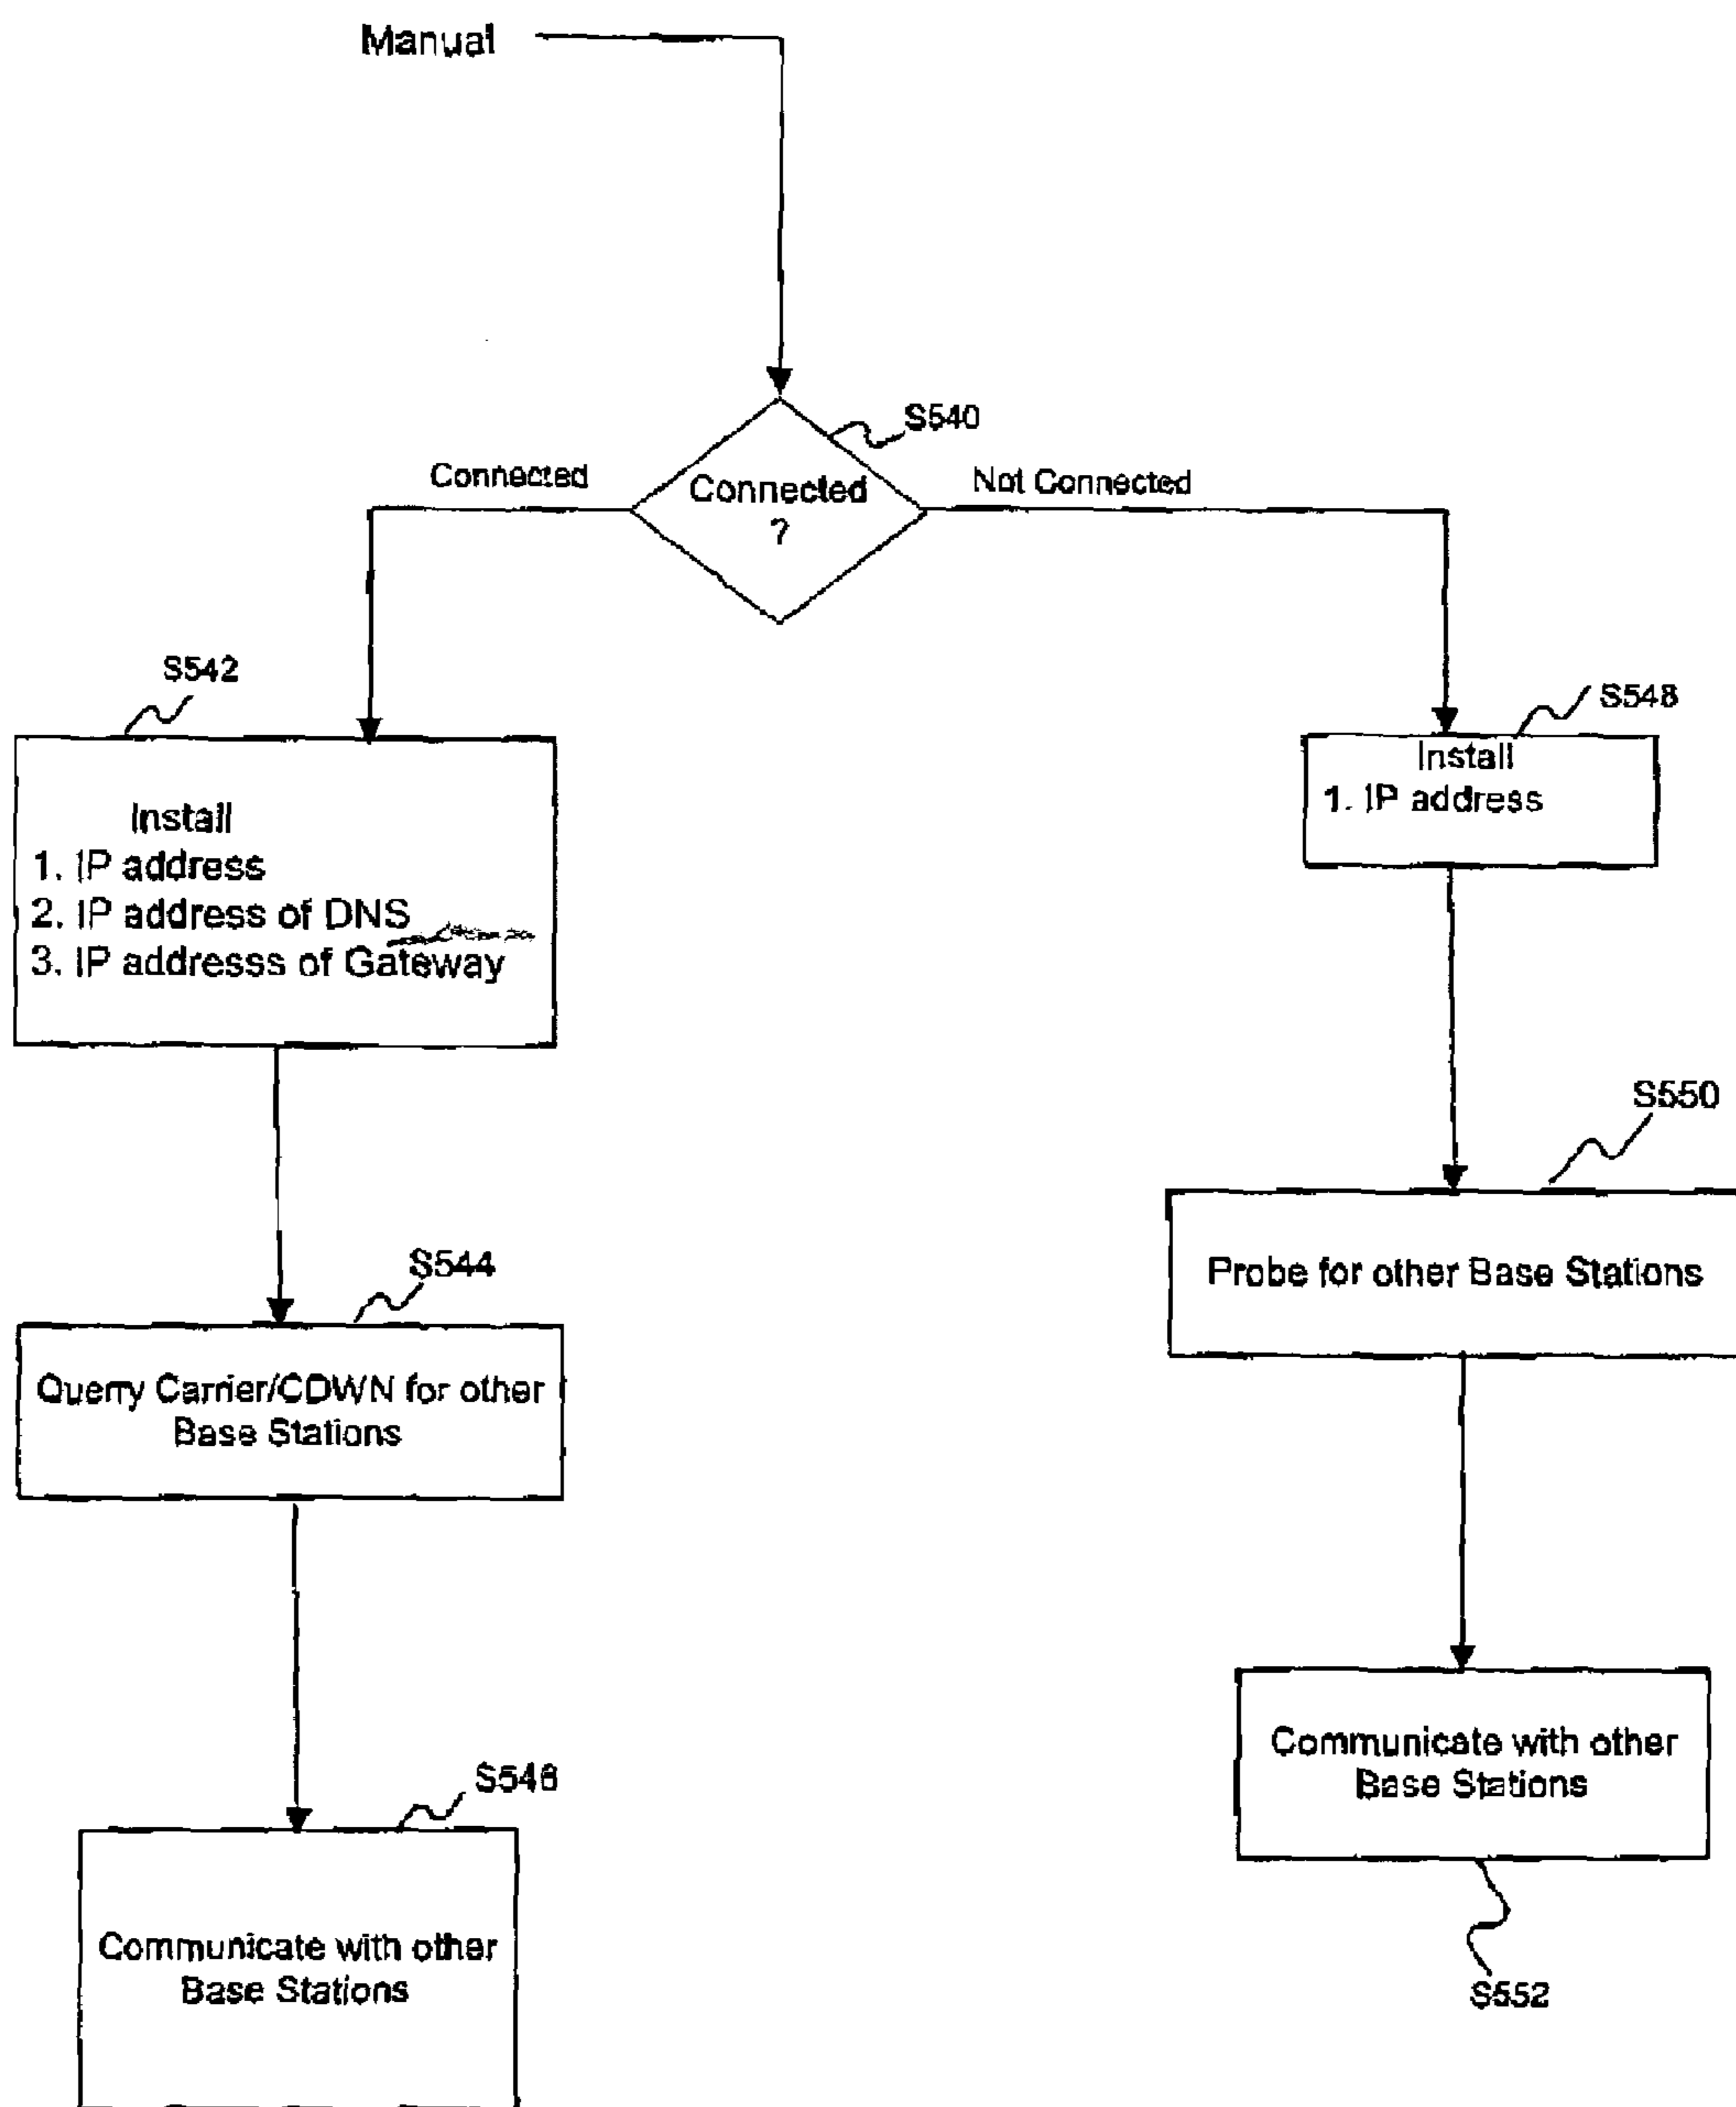 Manual
S540
Connected
Connected
?
Not Connected
S542
Install
1. IP address
2. IP address of DNS
3. IP addresss of Gateway
S548
Install
1. IP address
S550
Probe for other Base Stations
S544
Querry Carrier/CDWN for other
Base Stations
Communicate with other
Base Stations
S552
S546
Communicate with other
Base Stations